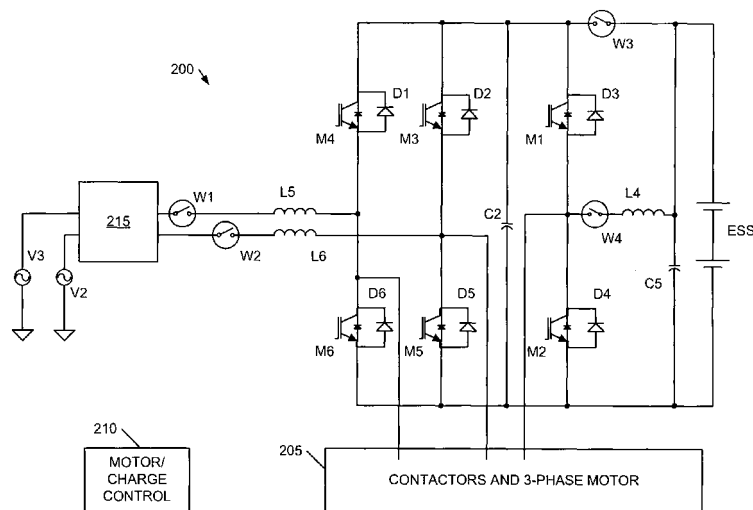 200
D1
D2
D3
W3
M4
M3
M1
W1
L5
L4
215
C2
W4
ESS
W2
L6
C5
V3
V2
D6
D5
D4
M6
M5
M2
210
205
MOTOR/
CHARGE
CONTROL
CONTACTORS AND 3-PHASE MOTOR